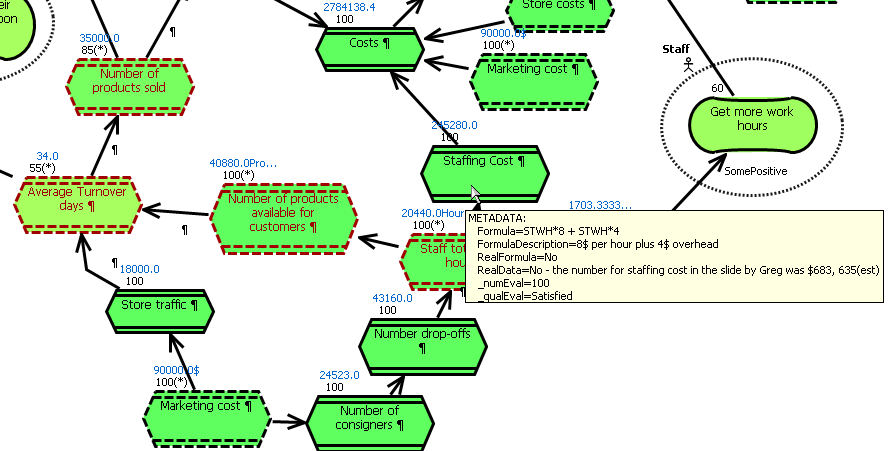 eir
oon
2784138.4
100
Store costs ¶
35000.0
85(*)
¶
Costs ¶
90000.0$
100(*)
Staff
Number of
products sold
Marketing cost ¶
60
Get more work
hours
245280.0
100
¶
34.0
55(*)
40880.0Pro...
100(*)
Staffing Cost ¶
SomePositive
Average Turnover
days ¶
Number of products
available for
customers ¶
1703.3333...
20440.0Hour
100(*)
¶
METADATA:
Formula=STWH*8 + STWH*4
FormulaDescription=8$ per hour plus 4$ overhead
RealFormula=No
RealData=No - the number for staffing cost in the slide by Greg was $683, 635(est)
_numEval=100
_qualEval=Satisfied
Staff tot
hou
¶
18000.0
100
Store traffic ¶
43160.0
100
Number drop-offs
¶
90000.0$
100(*)
24523.0
100
Marketing cost ¶
Number of
consigners ¶